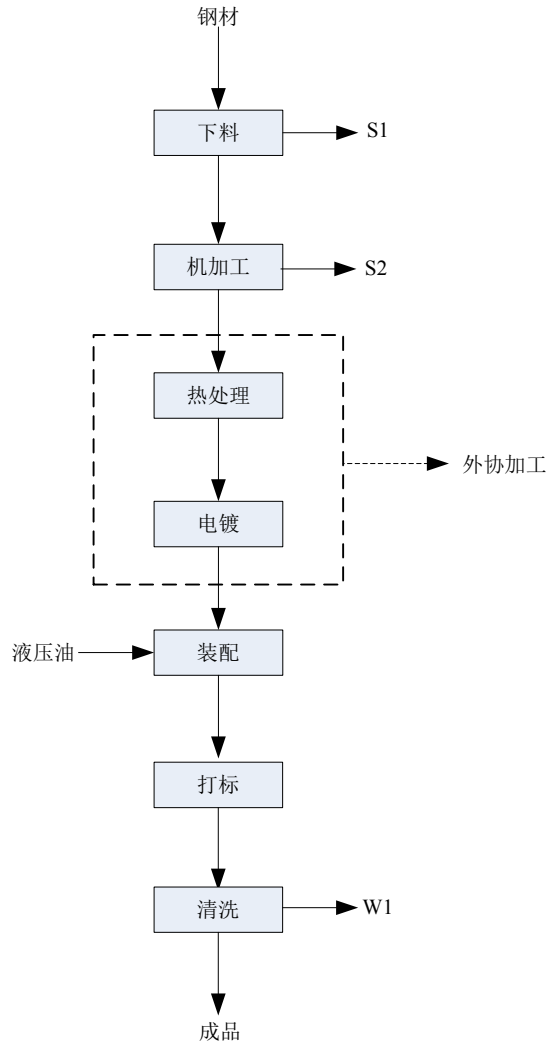 钢材
下料
S1
机加工
S2
热处理
外协加工
电镀
液压油
装配
打标
清洗
W1
成品